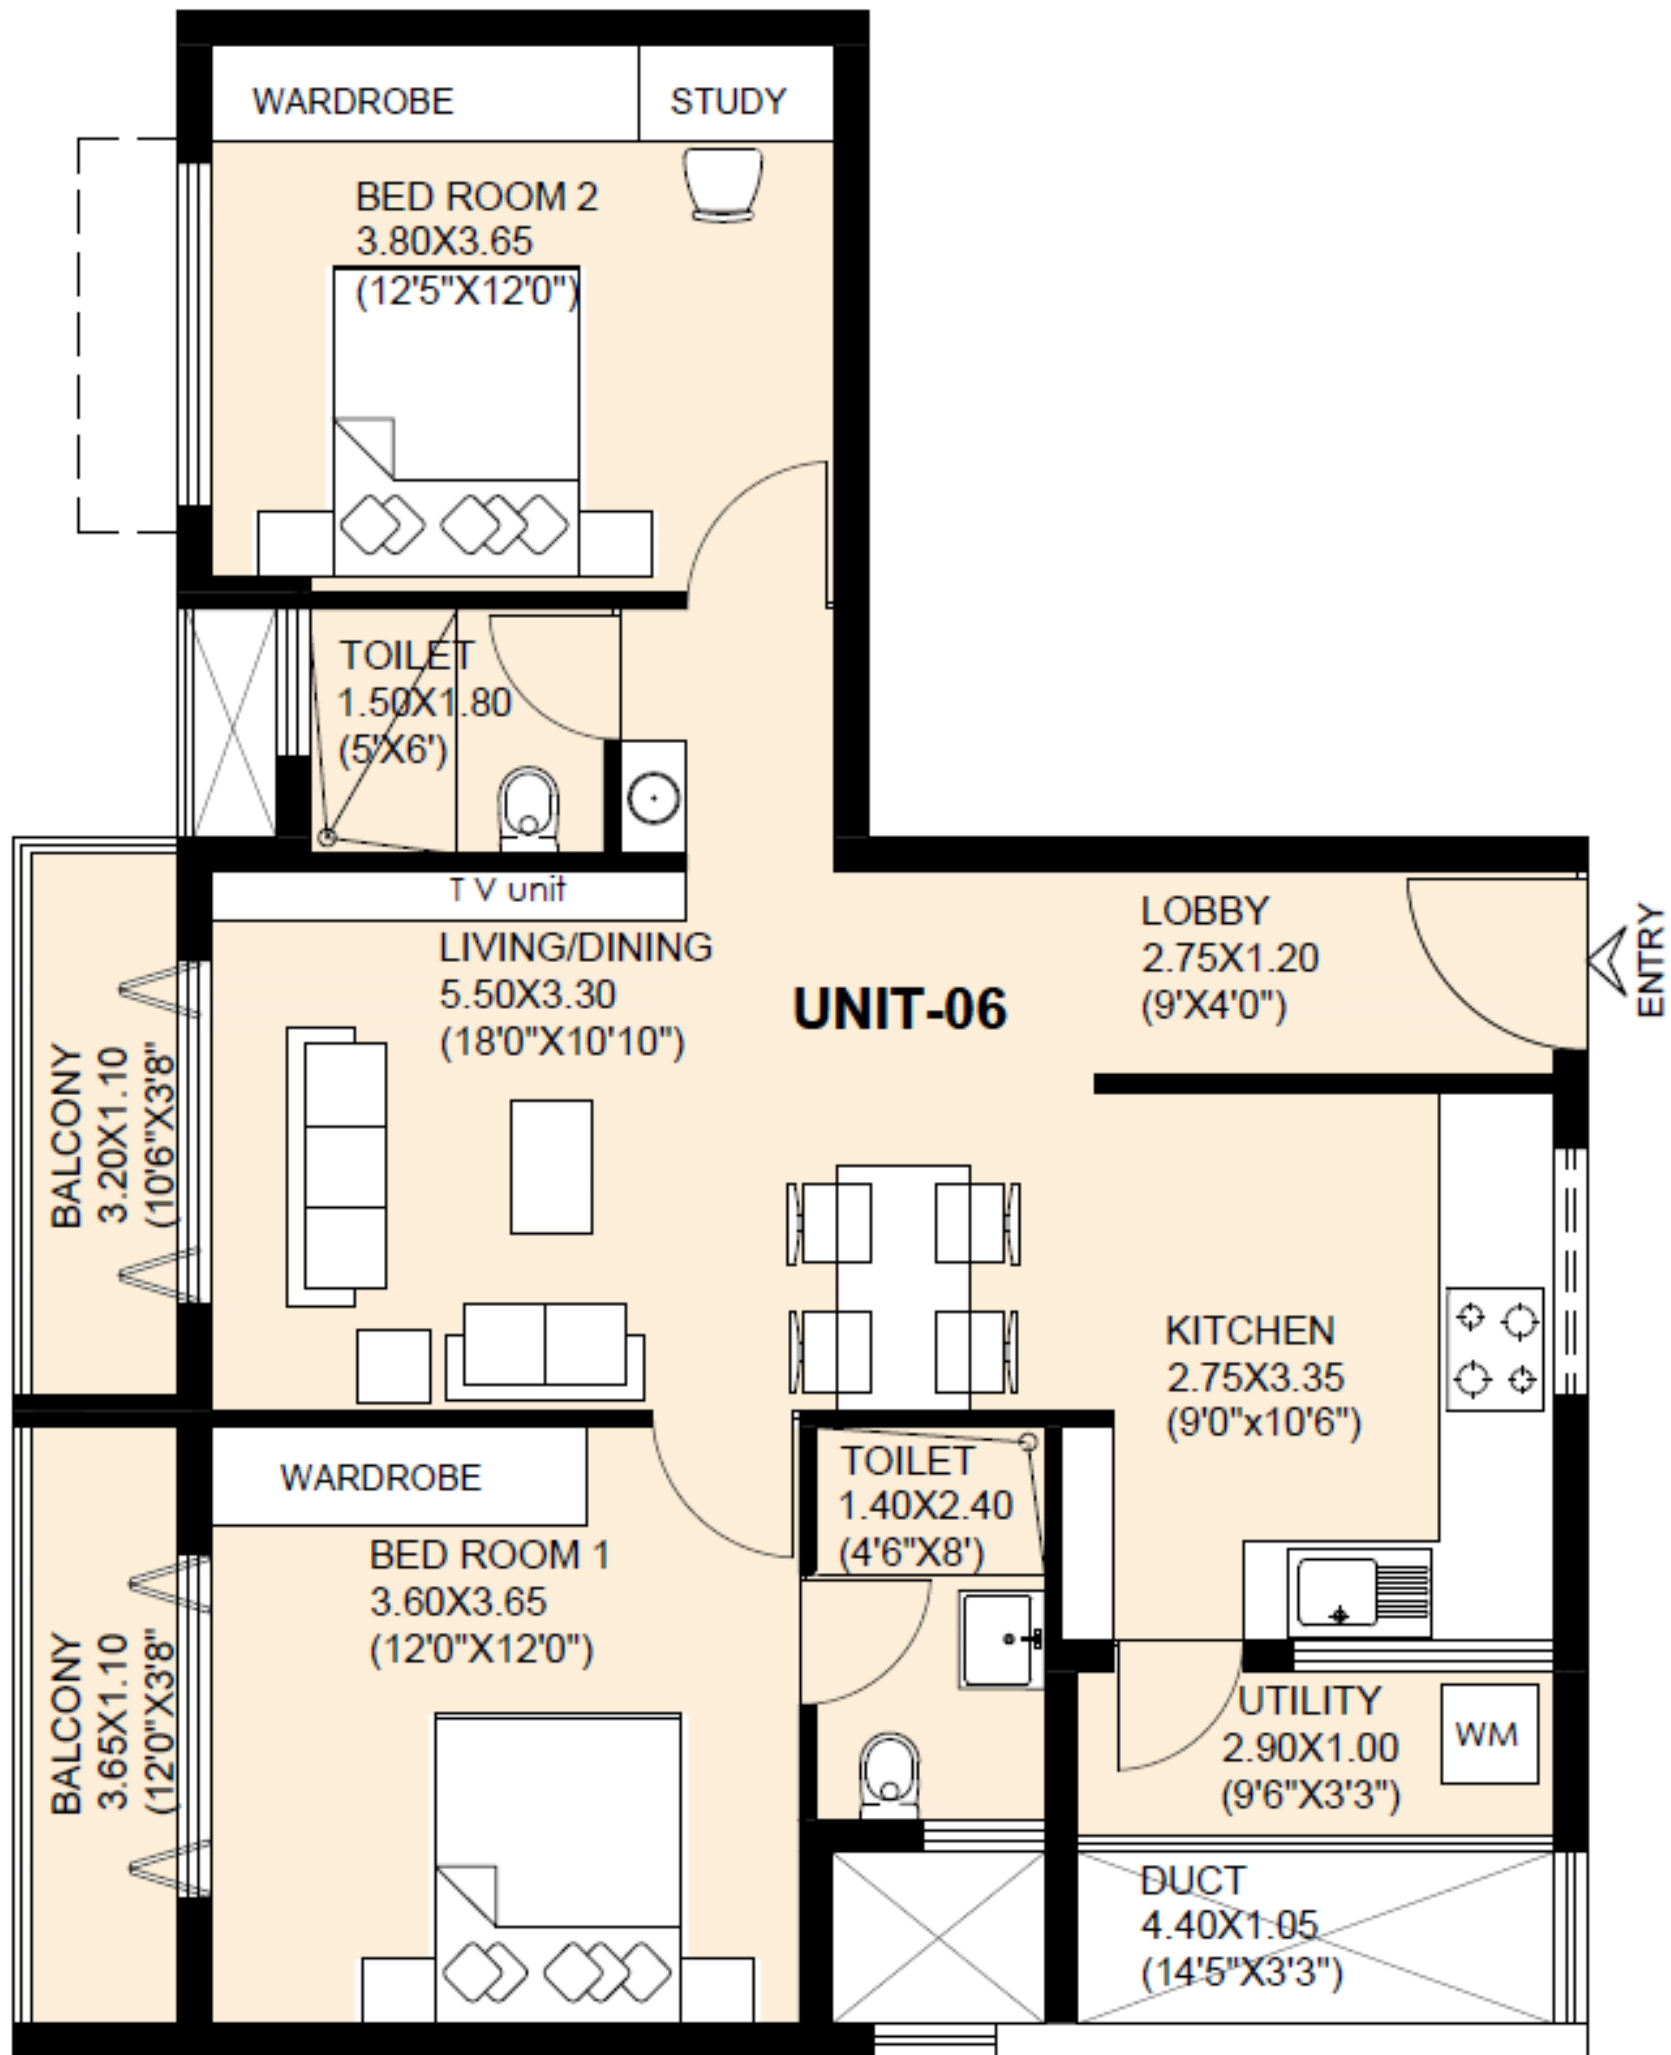 WARDROBE
STUDY
BED ROOM 2
3.80X3.65
(12'5"X12'0")
TOILET
1.50X1.80
(5'X6')
T V unit
LIVING/DINING
5.50X3.30
(18'0"X10'10")
UNIT-06
LOBBY
2.75X1.20
(9'X4'0")
ENTRY
BALCONY
3.20X1.10
(10'6"X3'8"
KITCHEN
2.75X3.35
(9'0"x10'6")
WARDROBE
TOILET
1.40X2.40
(4'6"X8')
BED ROOM 1
3.60X3.65
(12'0"X12'0")
BALCONY
3.65X1.10
(12'0"X3'8"
UTILITY
2.90X1.00
(9'6"X3'3")
WM
DUCT
4.40X1.05
(14'5"X3'3")